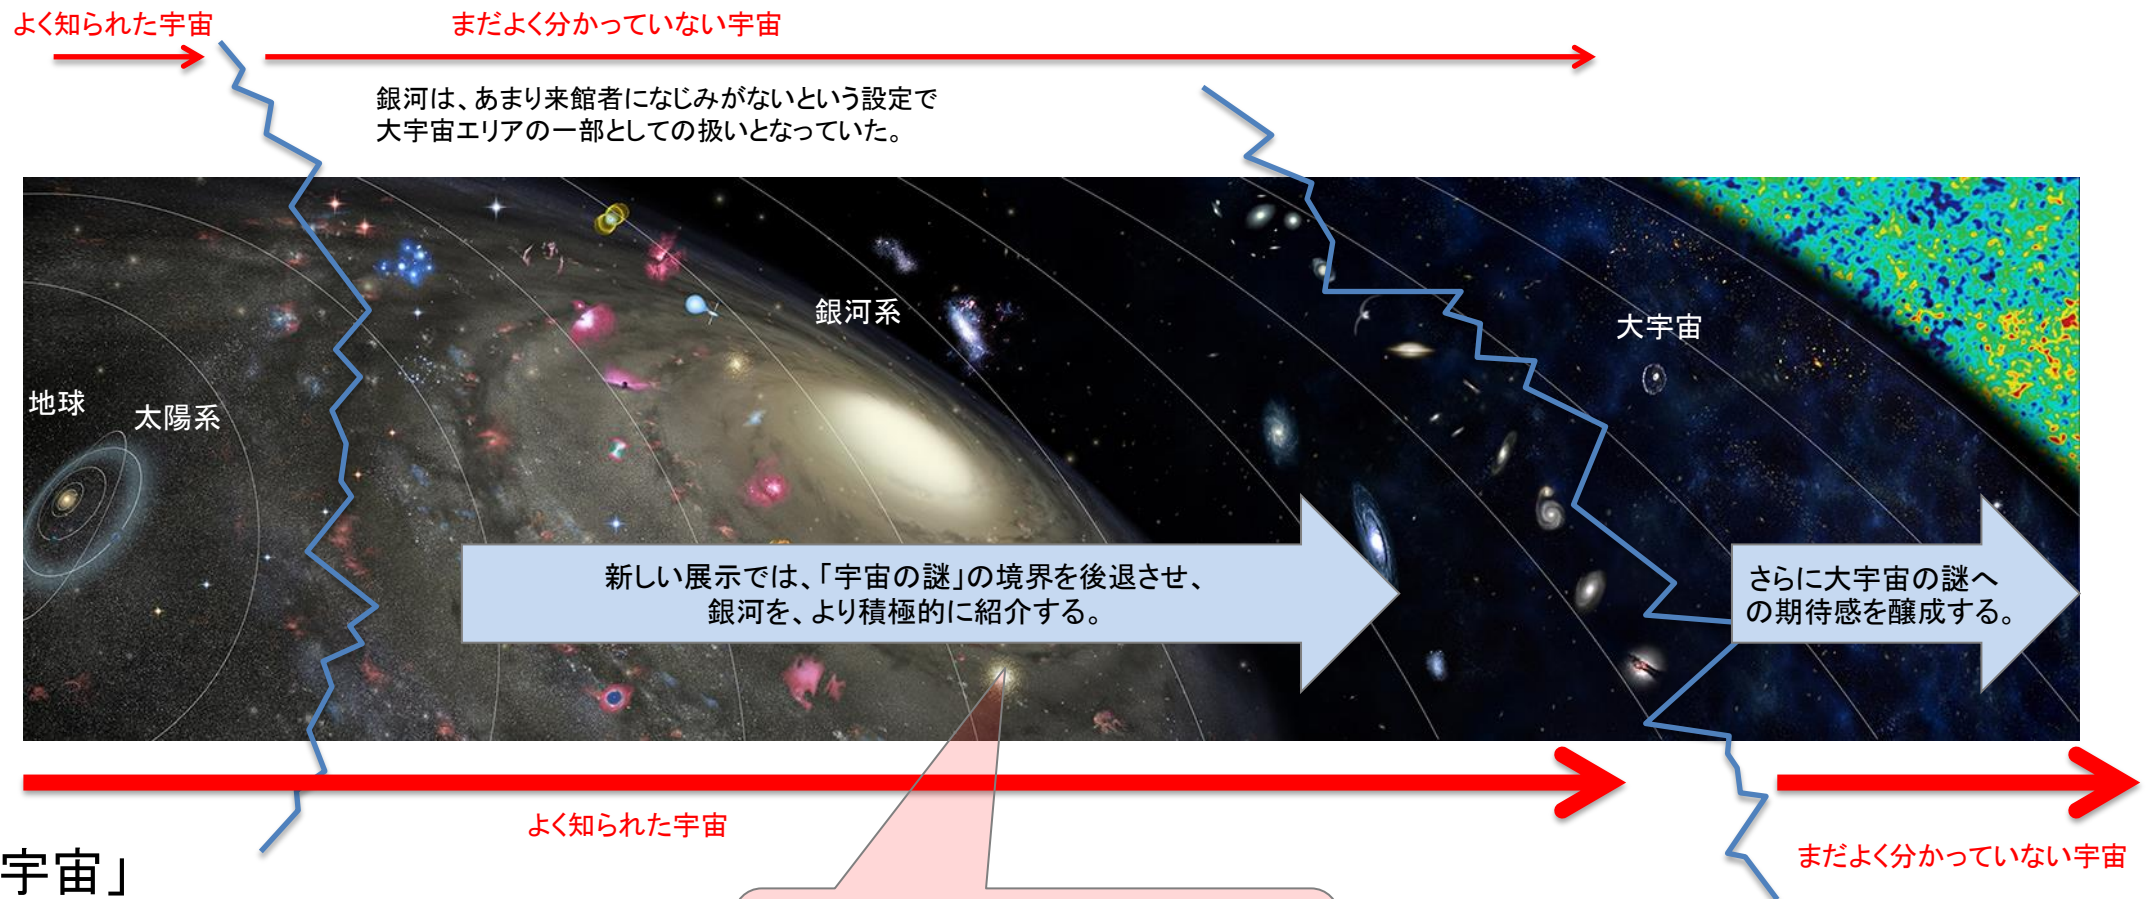 よく知られた宇宙
まだよく分かっていない宇宙
銀河は、あまり来館者になじみがないという設定で
大宇宙エリアの一部としての扱いとなっていた。
銀河系
大宇宙
地球
太陽系
新しい展示では、「宇宙の謎」の境界を後退させ、
銀河を、より積極的に紹介する。
さらに大宇宙の謎へ
の期待感を醸成する。
よく知られた宇宙
まだよく分かっていない宇宙
宇宙」